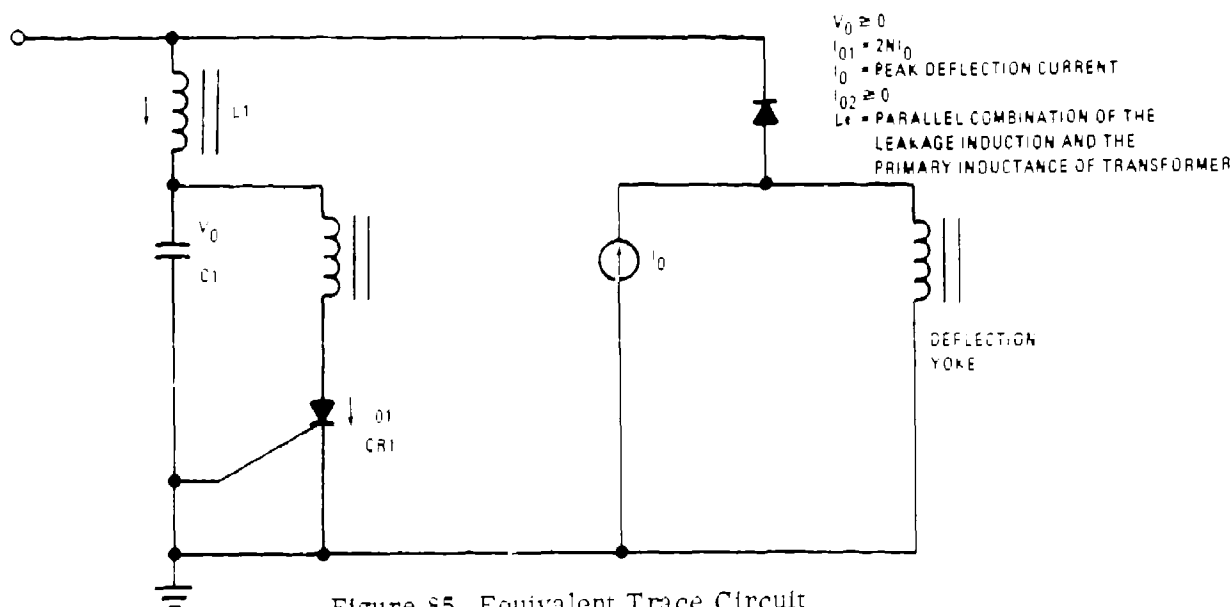 V0 ≥ 0
I01 = 2NI0
I0 = PEAK DEFLECTION CURRENT
I02 ≥ 0
Le = PARALLEL COMBINATION OF THE
LEAKAGE INDUCTION AND THE
PRIMARY INDUCTANCE OF TRANSFORMER
L1
V0
C1
I0
DEFLECTION
YOKE
01
CR1
Figure 85. Equivalent Trace Circuit